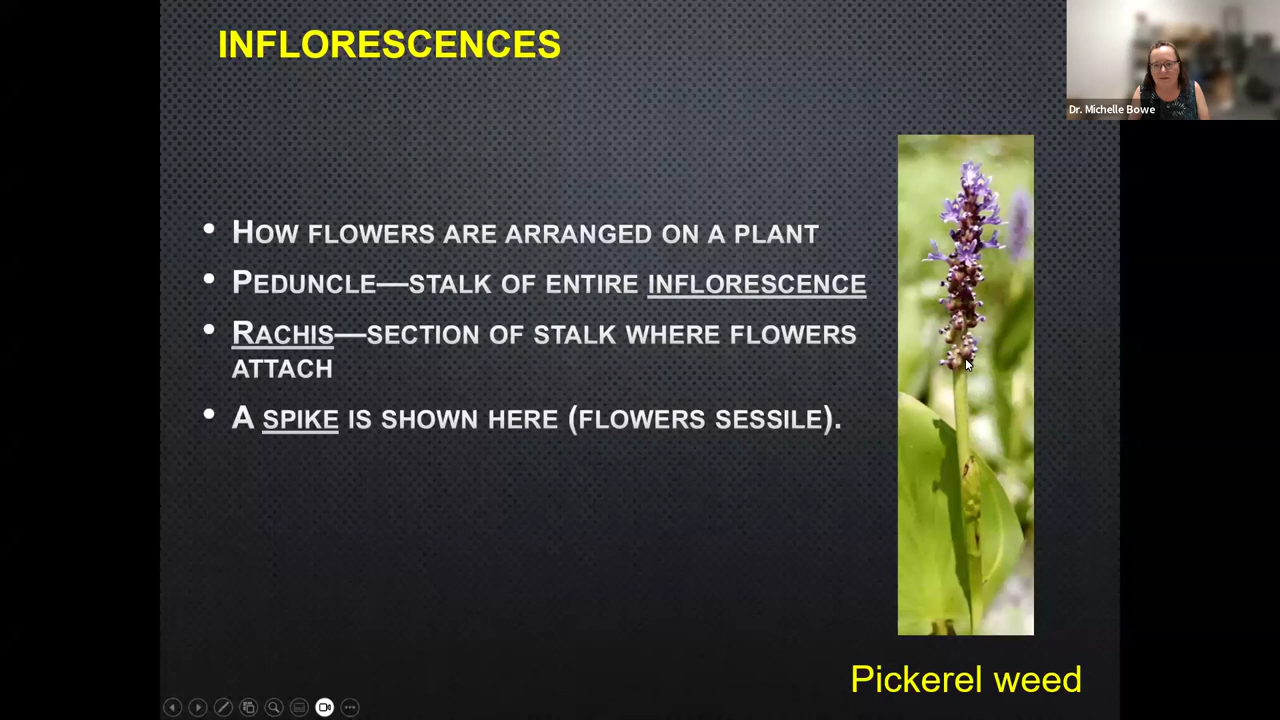 INFLORESCENCES
Dr. Michelle Bowe
• HOW FLOWERS ARE ARRANGED ON A PLANT
• PEDUNCLE—STALK OF ENTIRE INFLORESCENCE
• RACHIS—SECTION OF STALK WHERE FLOWERS
ATTACH
• A SPIKE IS SHOWN HERE (FLOWERS SESSILE).
Pickerel weed